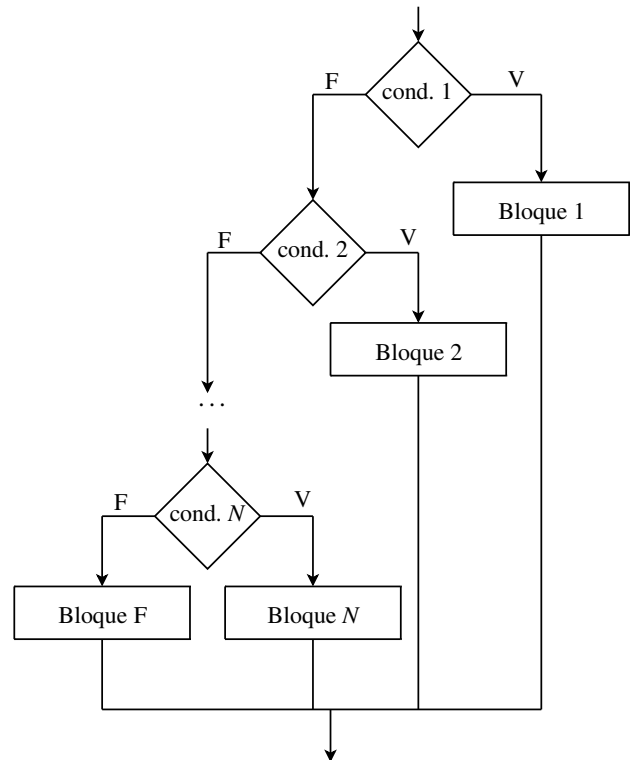 cond. 1
F
V
Bloque 1
cond. 2
F
V
Bloque 2
...
cond. N
F
V
Bloque F
Bloque N